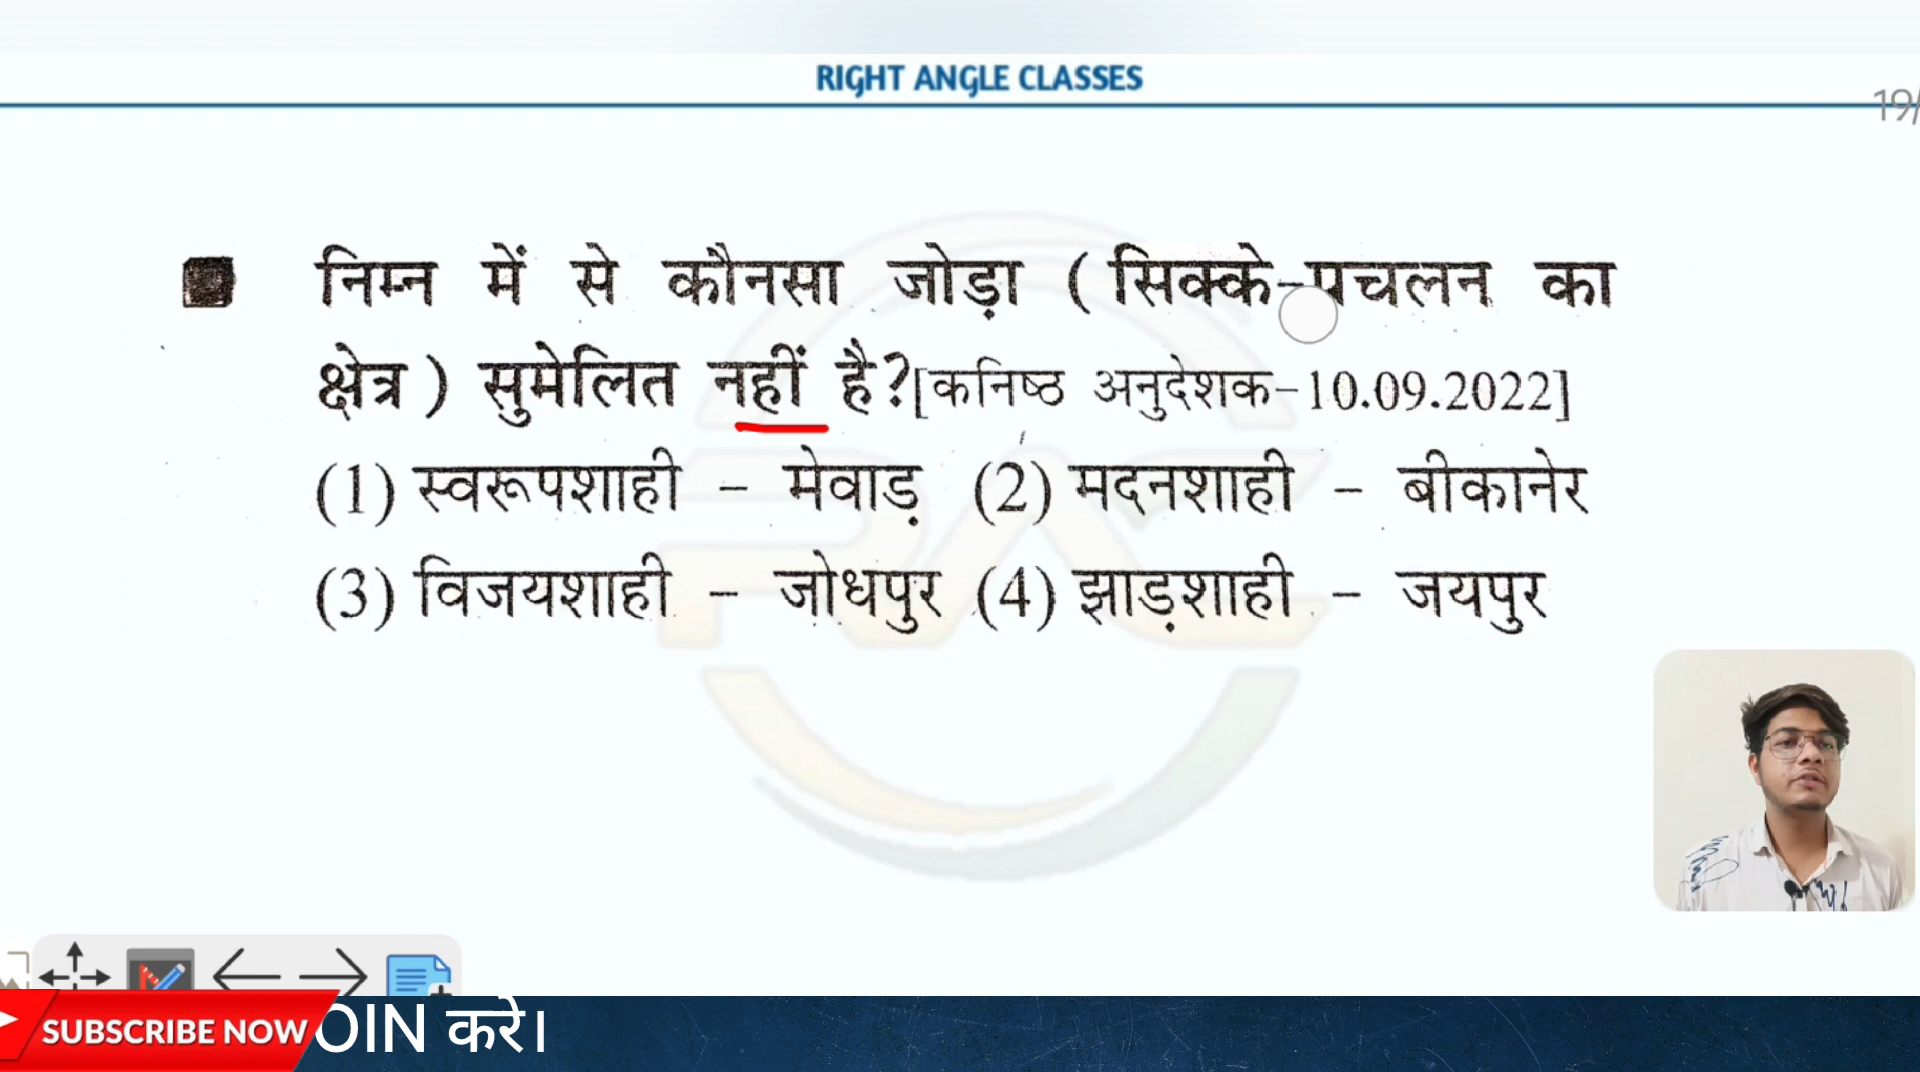 RIGHT ANGLE CLASSES
19/
निम्न में से कौनसा जोड़ा ( सिक्के-प्रचलन का
क्षेत्र ) सुमेलित नहीं है?[कनिष्ठ अनुदेशक-10.09.2022]
(1) स्वरूपशाही - मेवाड़ (2) मदनशाही - बीकानेर
(3) विजयशाही - जोधपुर (4) झाड़शाही - जयपुर
SUBSCRIBE NOW
OIN करे।